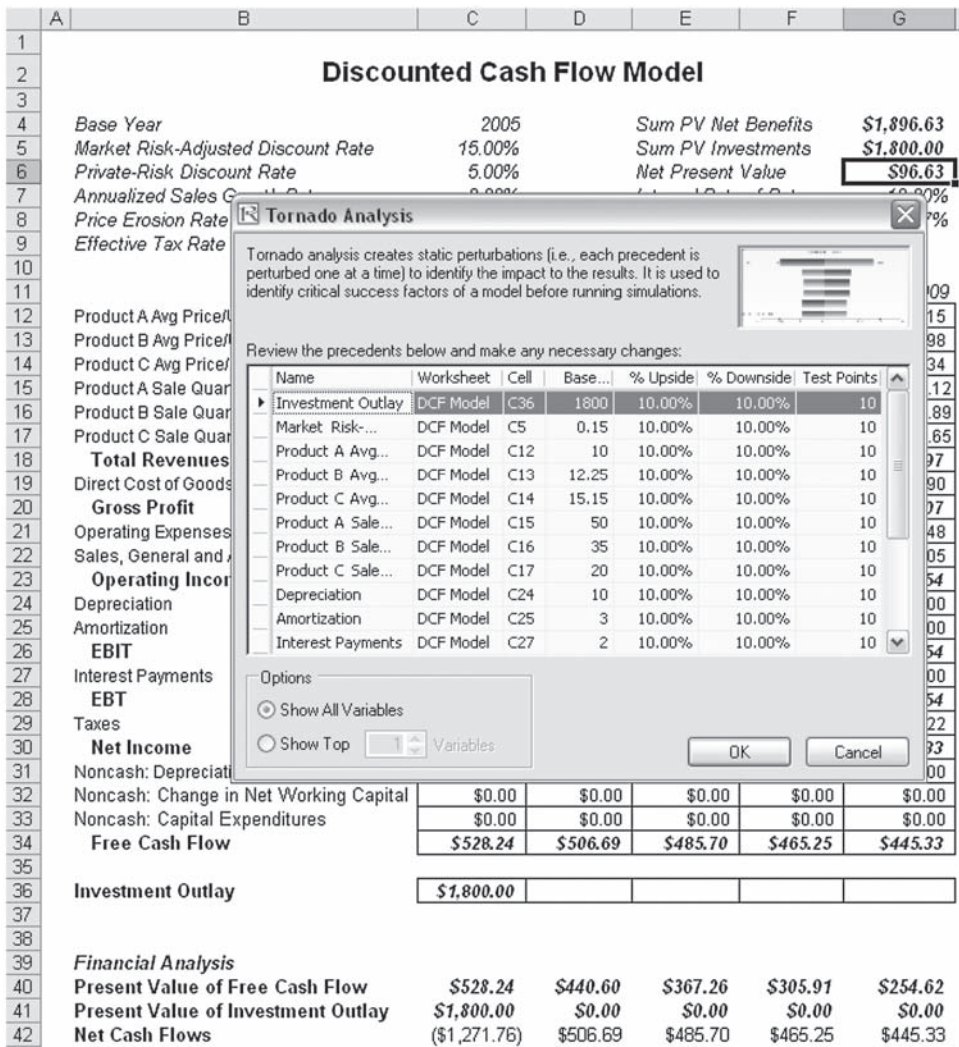 A B C D E F G
1
2 Discounted Cash Flow Model
3
4 Base Year 2005 Sum PV Net Benefits $1,896.63
5 Market Risk-Adjusted Discount Rate 15.00% Sum PV Investments $1,800.00
6 Private-Risk Discount Rate 5.00% Net Present Value $96.63
7 Annualized Sales
8 Price Erosion Rate 7%
9 Effective Tax Rate
10
11 09
12 Product A Avg Price/ 15
13 Product B Avg Price/ 98
14 Product C Avg Price/ 34
15 Product A Sale Quan .12
16 Product B Sale Quan .89
17 Product C Sale Quan .65
18 Total Revenues 97
19 Direct Cost of Goods 90
20 Gross Profit 07
21 Operating Expenses 48
22 Sales, General and 05
23 Operating Incom 54
24 Depreciation 00
25 Amortization 00
26 EBIT 54
27 Interest Payments 00
28 EBT 54
29 Taxes 22
30 Net Income 33
31 Noncash: Depreciati 00
32 Noncash: Change in Net Working Capital $0.00 $0.00 $0.00 $0.00 $0.00
33 Noncash: Capital Expenditures $0.00 $0.00 $0.00 $0.00 $0.00
34 Free Cash Flow $528.24 $506.69 $485.70 $465.25 $445.33
35
36 Investment Outlay $1,800.00
37
38
39 Financial Analysis
40 Present Value of Free Cash Flow $528.24 $440.60 $367.26 $305.91 $254.62
41 Present Value of Investment Outlay $1,800.00 $0.00 $0.00 $0.00 $0.00
42 Net Cash Flows ($1,271.76) $506.69 $485.70 $465.25 $445.33
Tornado Analysis
Tornado analysis creates static perturbations (i.e., each precedent is
perturbed one at a time) to identify the impact to the results. It is used to
identify critical success factors of a model before running simulations.
Review the precedents below and make any necessary changes:
Name Worksheet Cell Base... % Upside % Downside Test Points
Investment Outlay DCF Model C36 1800 10.00% 10.00% 10
Market Risk-... DCF Model C5 0.15 10.00% 10.00% 10
Product A Avg... DCF Model C12 10 10.00% 10.00% 10
Product B Avg... DCF Model C13 12.25 10.00% 10.00% 10
Product C Avg... DCF Model C14 15.15 10.00% 10.00% 10
Product A Sale... DCF Model C15 50 10.00% 10.00% 10
Product B Sale... DCF Model C16 35 10.00% 10.00% 10
Product C Sale... DCF Model C17 20 10.00% 10.00% 10
Depreciation DCF Model C24 10 10.00% 10.00% 10
Amortization DCF Model C25 3 10.00% 10.00% 10
Interest Payments DCF Model C27 2 10.00% 10.00% 10
Options
Show All Variables
Show Top 1 Variables
OK Cancel